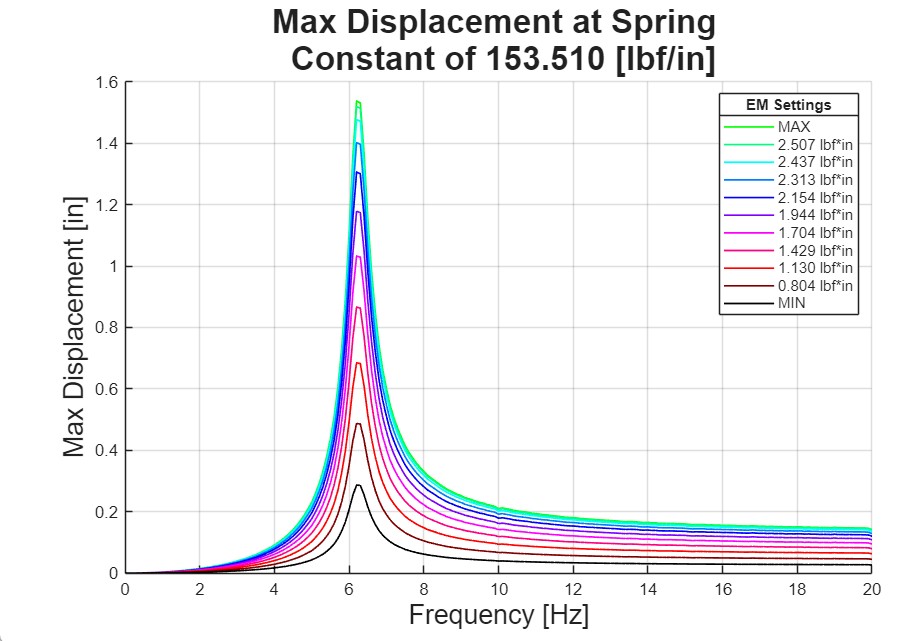 Max Displacement at Spring
Constant of 153.510 [lbf/in]
Max Displacement [in]
1.6
1.4
1.2
1
0.8
0.6
0.4
0.2
0
EM Settings
MAX
2.507 lbf*in
2.437 lbf*in
2.313 lbf*in
2.154 lbf*in
1.944 lbf*in
1.704 lbf*in
1.429 lbf*in
1.130 lbf*in
0.804 lbf*in
MIN
0 2 4 6 8 10 12 14 16 18 20
Frequency [Hz]